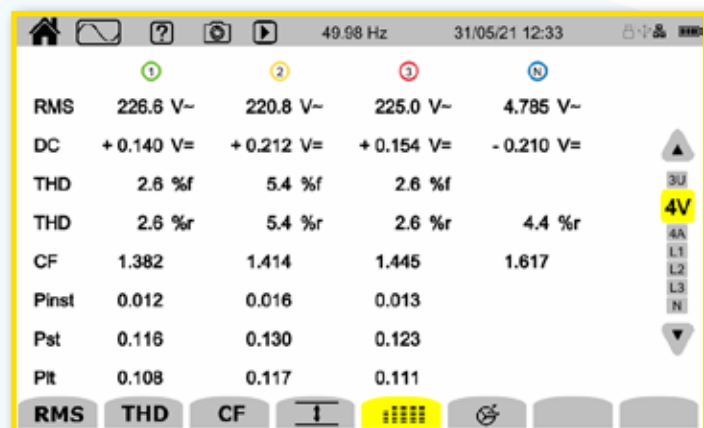 ? 49.98 Hz 31/05/21 12:33
1 2 3 N
RMS 226.6 V~ 220.8 V~ 225.0 V~ 4.785 V~
DC + 0.140 V= + 0.212 V= + 0.154 V= - 0.210 V=
THD 2.6 %f 5.4 %f 2.6 %f
3U
THD 2.6 %r 5.4 %r 2.6 %r 4.4 %r
4V
4A
CF 1.382 1.414 1.445 1.617
L1
L2
L3
Pinst 0.012 0.016 0.013
N
Pst 0.116 0.130 0.123
Plt 0.108 0.117 0.111
RMS THD CF